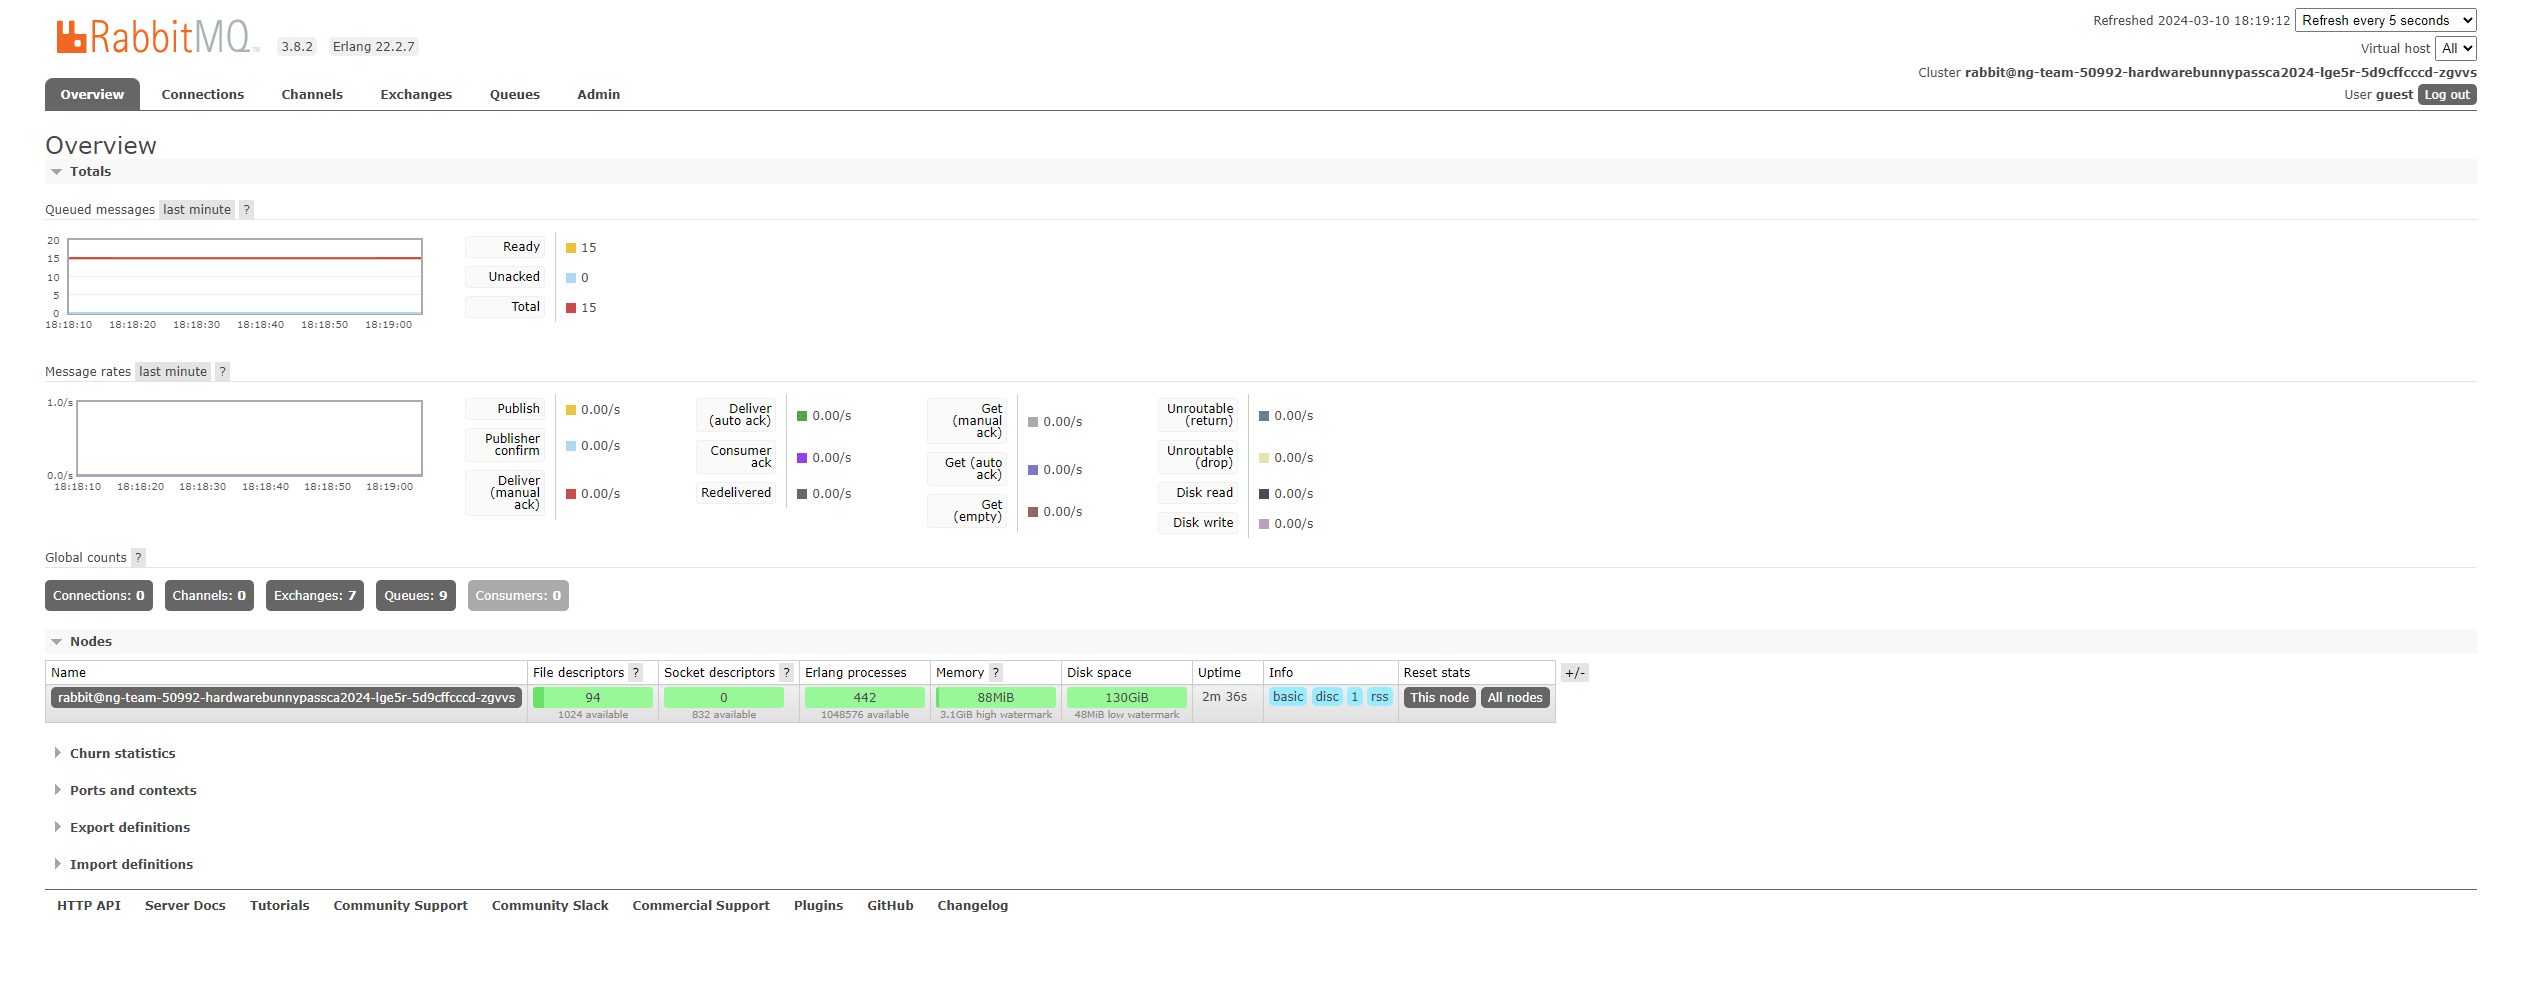 RabbitMQ TM 3.8.2 Erlang 22.2.7
Refreshed 2024-03-10 18:19:12 Refresh every 5 seconds
Virtual host All
Cluster rabbit@ng-team-50992-hardwarebunnypassca2024-lge5r-5d9cffcccd-zgvvs
User guest Log out
Overview Connections Channels Exchanges Queues Admin
Overview
Totals
Queued messages last minute ?
20
15
10
5
0
18:18:10 18:18:20 18:18:30 18:18:40 18:18:50 18:19:00
Ready 15
Unacked 0
Total 15
Message rates last minute ?
1.0/s
0.0/s
18:18:10 18:18:20 18:18:30 18:18:40 18:18:50 18:19:00
Publish 0.00/s
Publisher
confirm 0.00/s
Deliver
(manual
ack) 0.00/s
Deliver
(auto ack) 0.00/s
Consumer
ack 0.00/s
Redelivered 0.00/s
Get
(manual
ack) 0.00/s
Get (auto
ack) 0.00/s
Get
(empty) 0.00/s
Unroutable
(return) 0.00/s
Unroutable
(drop) 0.00/s
Disk read 0.00/s
Disk write 0.00/s
Global counts ?
Connections: 0 Channels: 0 Exchanges: 7 Queues: 9 Consumers: 0
Nodes
Name File descriptors ? Socket descriptors ? Erlang processes Memory ? Disk space Uptime Info Reset stats +/-
rabbit@ng-team-50992-hardwarebunnypassca2024-lge5r-5d9cffcccd-zgvvs 94 0 442 88MiB 130GiB 2m 36s basic disc 1 rss This node All nodes
1024 available 832 available 1048576 available 3.1GiB high watermark 48MiB low watermark
Churn statistics
Ports and contexts
Export definitions
Import definitions
HTTP API Server Docs Tutorials Community Support Community Slack Commercial Support Plugins GitHub Changelog